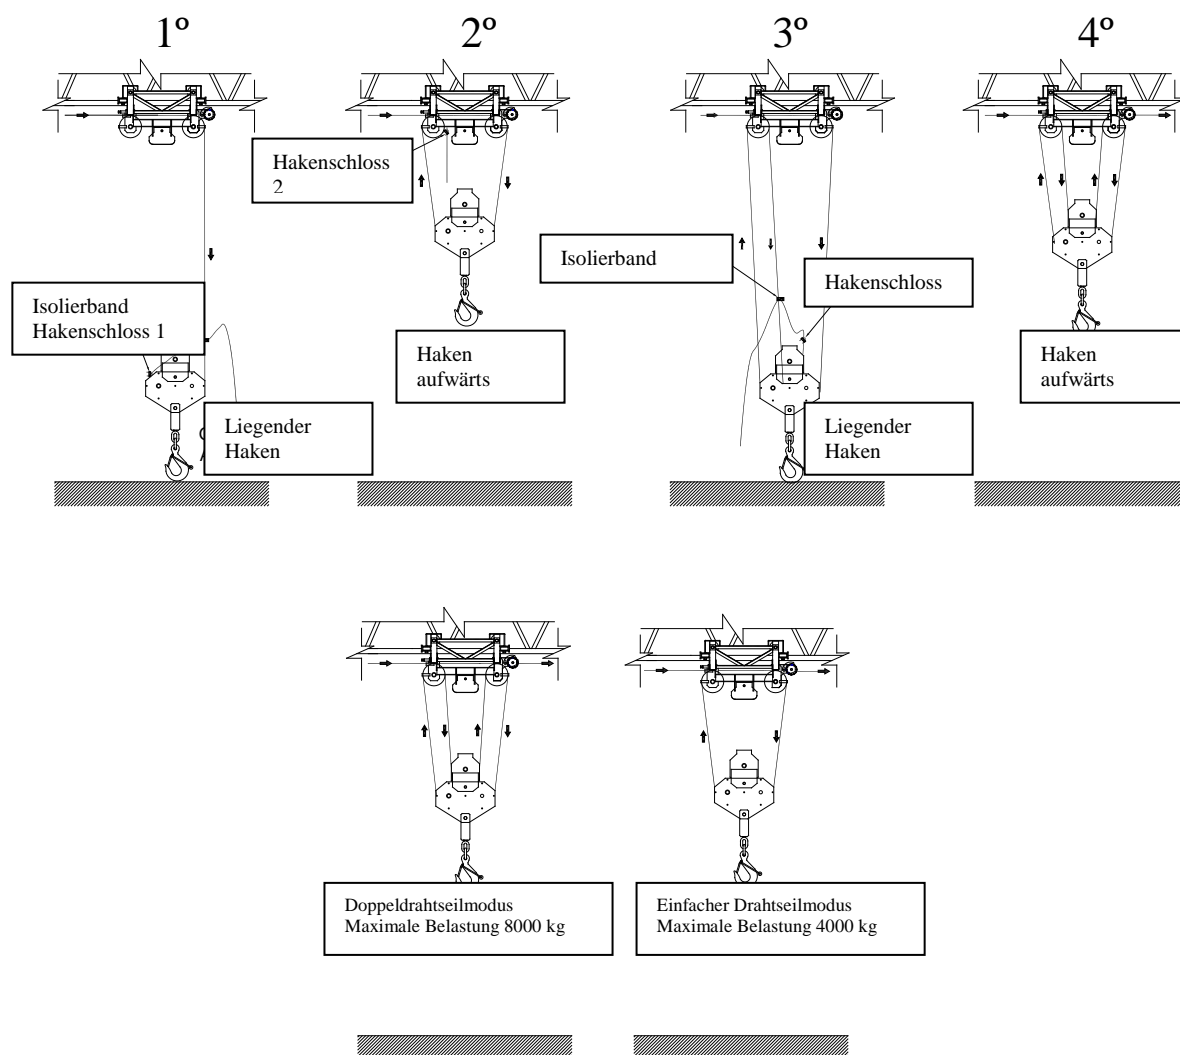 1º
2º
3º
4º
Hakenschloss
2
Isolierband
Hakenschloss
Isolierband
Hakenschloss 1
Haken
aufwärts
Haken
aufwärts
Liegender
Haken
Liegender
Haken
Doppeldrahtseilmodus
Maximale Belastung 8000 kg
Einfacher Drahtseilmodus
Maximale Belastung 4000 kg